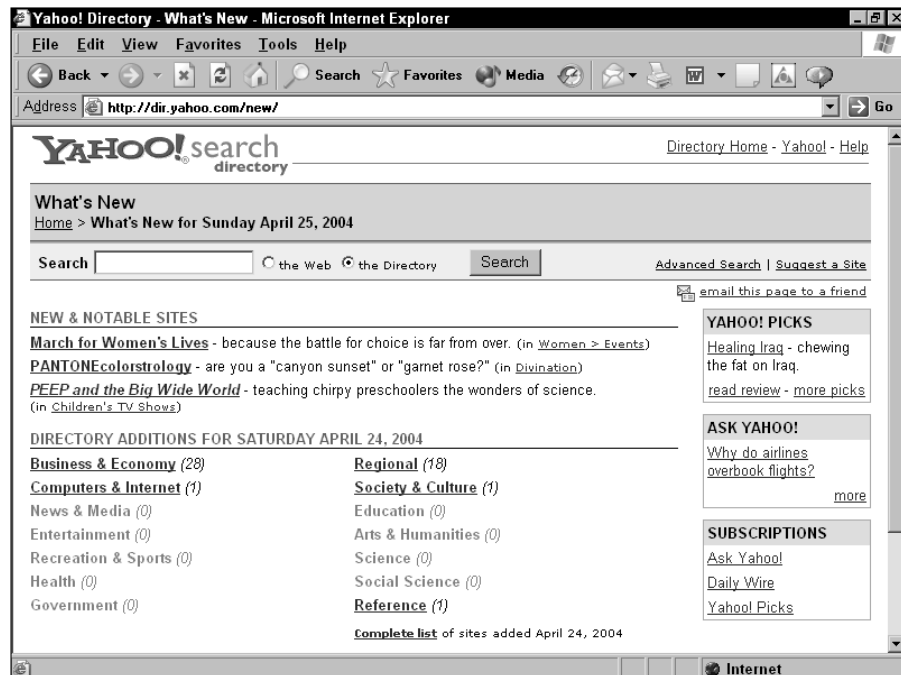 Yahoo! Directory - What's New - Microsoft Internet Explorer
File Edit View Favorites Tools Help
Back Search Favorites Media
Address http://dir.yahoo.com/new/ Go
YAHOO!® search
directory
Directory Home - Yahoo! - Help
What's New
Home > What's New for Sunday April 25, 2004
Search the Web the Directory Search Advanced Search | Suggest a Site
email this page to a friend
NEW & NOTABLE SITES
March for Women's Lives - because the battle for choice is far from over. (in Women > Events)
PANTONEcolorstrology - are you a "canyon sunset" or "garnet rose?" (in Divination)
PEEP and the Big Wide World - teaching chirpy preschoolers the wonders of science.
(in Children's TV Shows)
DIRECTORY ADDITIONS FOR SATURDAY APRIL 24, 2004
Business & Economy (28)
Computers & Internet (1)
News & Media (0)
Entertainment (0)
Recreation & Sports (0)
Health (0)
Government (0)
Regional (18)
Society & Culture (1)
Education (0)
Arts & Humanities (0)
Science (0)
Social Science (0)
Reference (1)
Complete list of sites added April 24, 2004
YAHOO! PICKS
Healing Iraq - chewing
the fat on Iraq.
read review - more picks
ASK YAHOO!
Why do airlines
overbook flights?
more
SUBSCRIPTIONS
Ask Yahoo!
Daily Wire
Yahoo! Picks
Internet